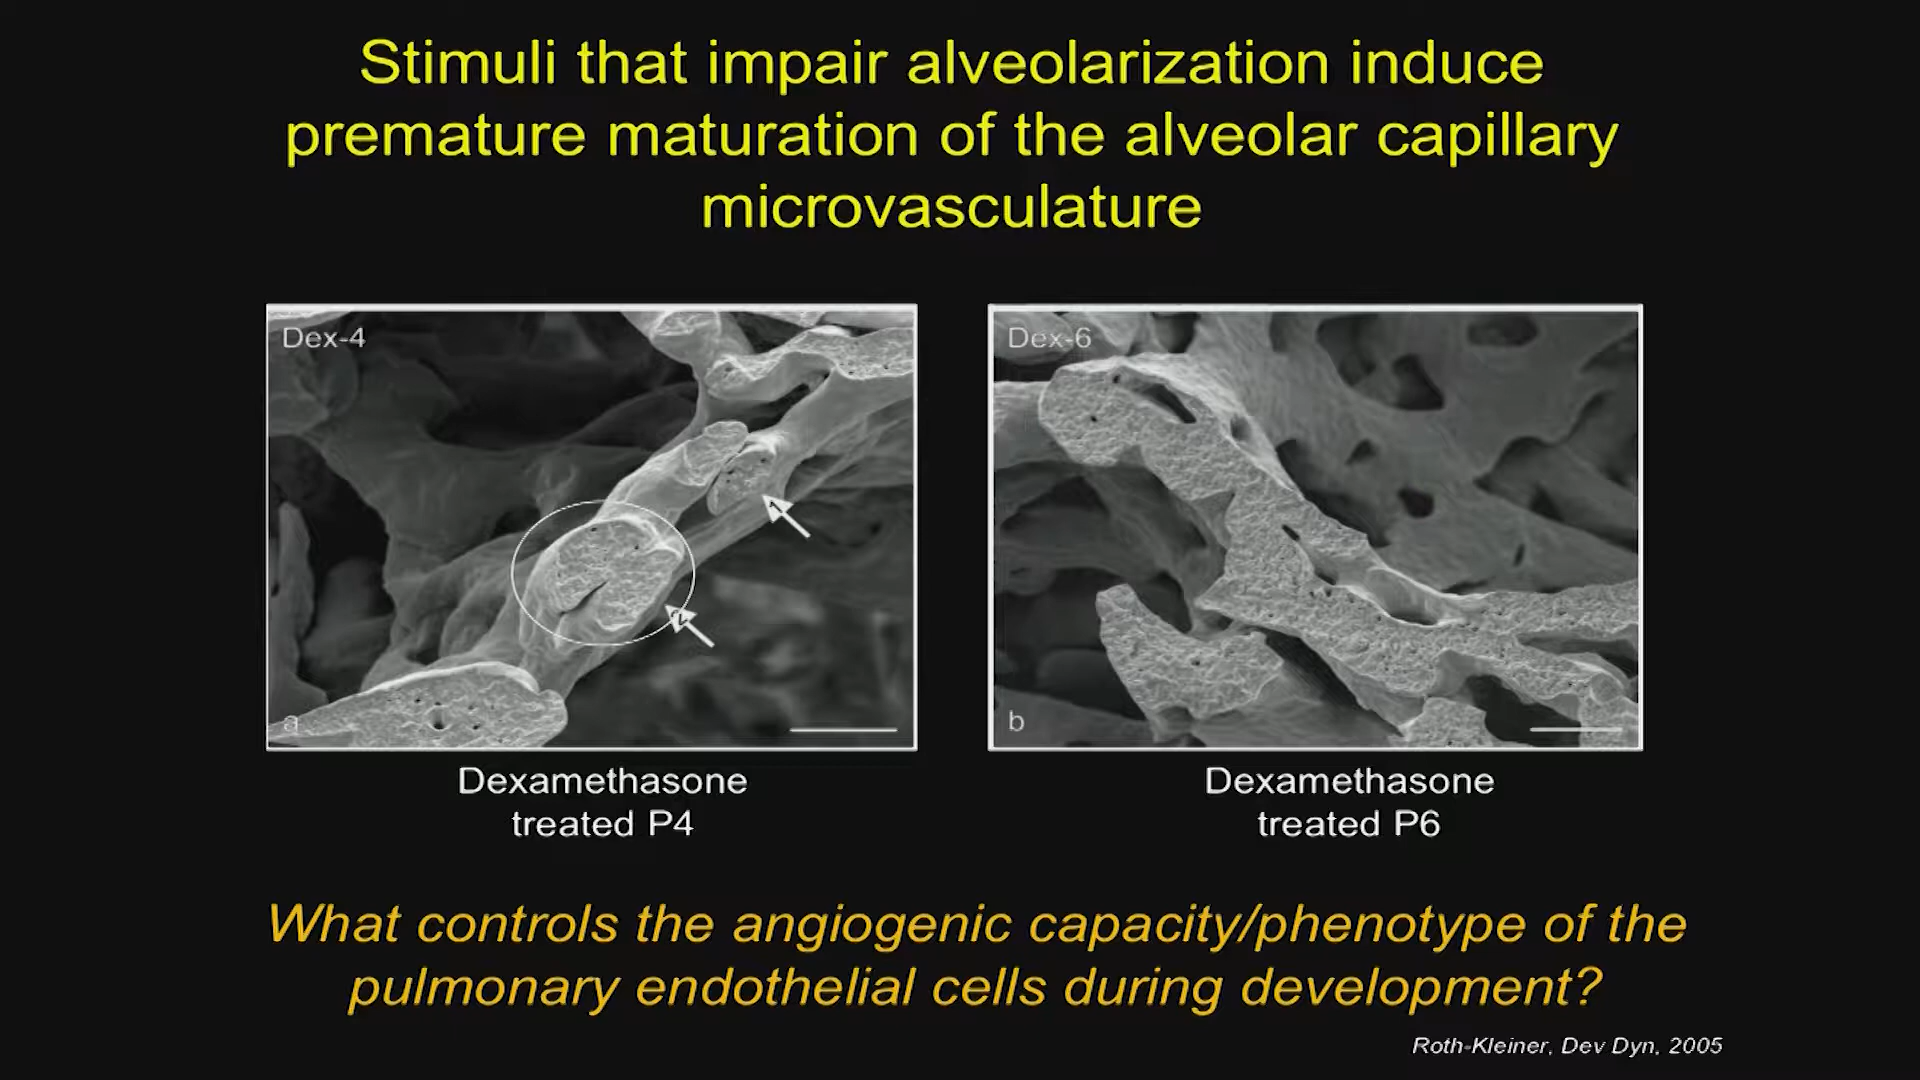 Stimuli that impair alveolarization induce
premature maturation of the alveolar capillary
microvasculature
Dex-4
Dex-6
1
2
a
b
Dexamethasone
treated P4
Dexamethasone
treated P6
What controls the angiogenic capacity/phenotype of the
pulmonary endothelial cells during development?
Roth-Kleiner, Dev Dyn, 2005